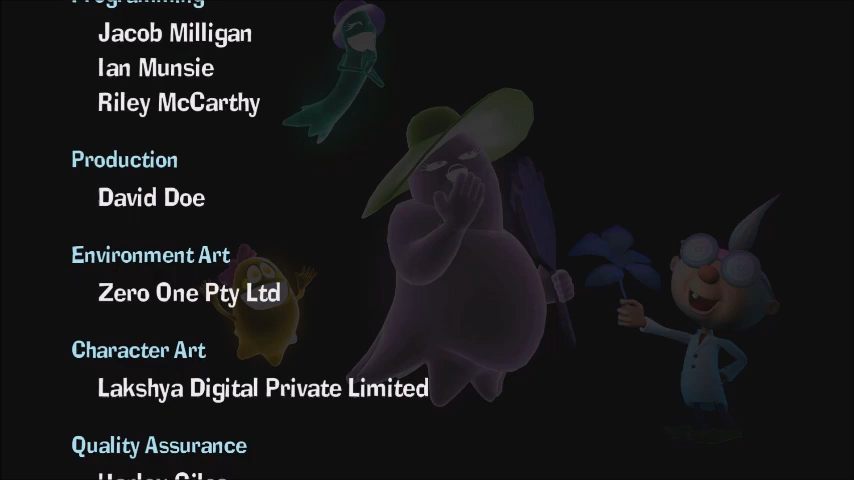 Programming
Jacob Milligan
Ian Munsie
Riley McCarthy
Production
David Doe
Environment Art
Zero One Pty Ltd
Character Art
Lakshya Digital Private Limited
Quality Assurance